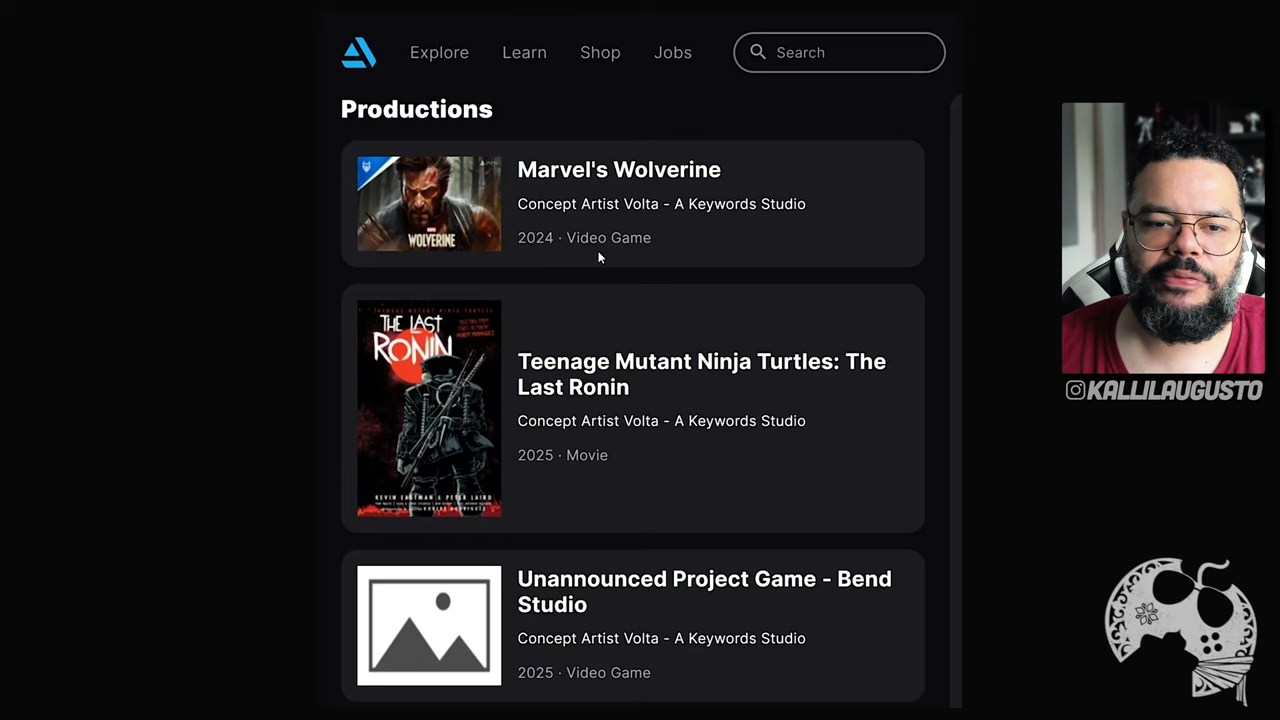 Explore Learn Shop Jobs Search
Productions
WOLVERINE
Marvel's Wolverine
Concept Artist Volta - A Keywords Studio
2024 · Video Game
THE LAST
RONIN
KEVIN EASTMAN & PETER LAIRD
Teenage Mutant Ninja Turtles: The
Last Ronin
Concept Artist Volta - A Keywords Studio
2025 · Movie
Unannounced Project Game - Bend
Studio
Concept Artist Volta - A Keywords Studio
2025 · Video Game
KALLILAUGUSTO